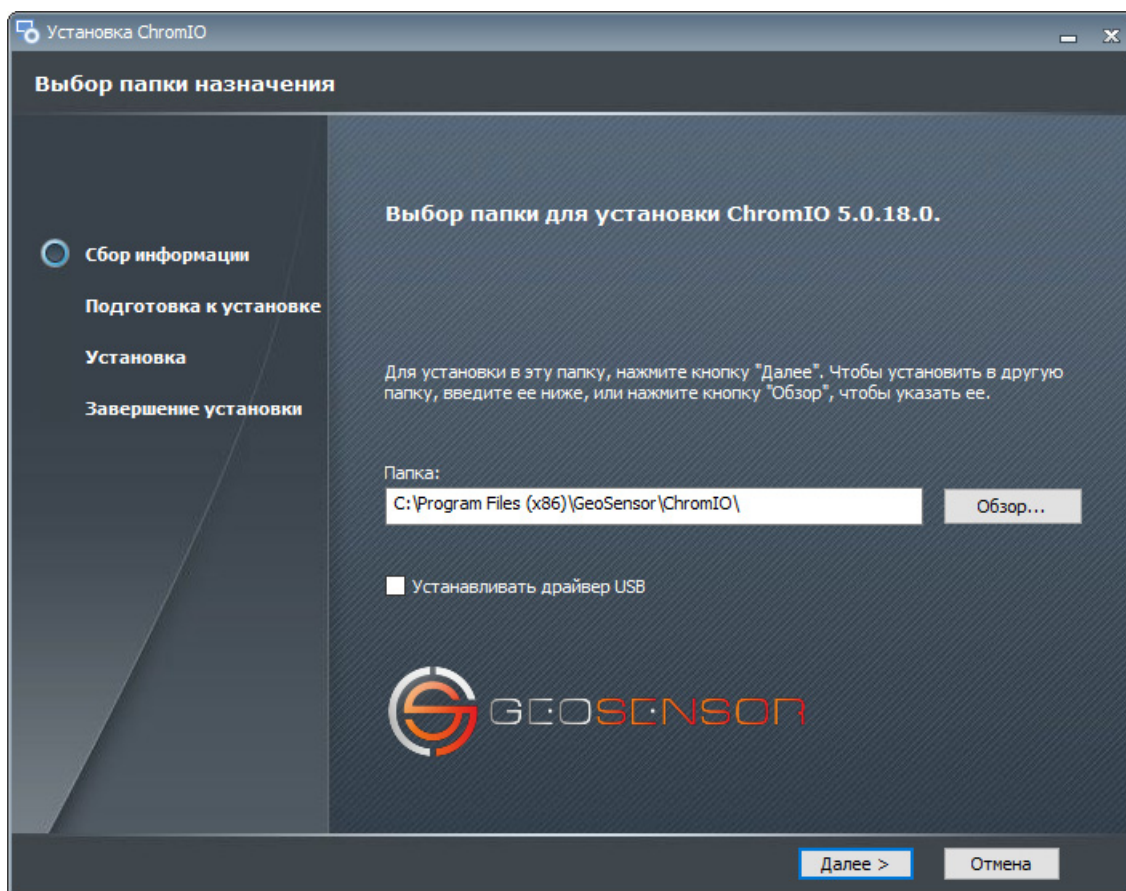 Установка ChromIO
Выбор папки назначения
Сбор информации
Подготовка к установке
Установка
Завершение установки
Выбор папки для установки ChromIO 5.0.18.0.
Для установки в эту папку, нажмите кнопку "Далее". Чтобы установить в другую
папку, введите ее ниже, или нажмите кнопку "Обзор", чтобы указать ее.
Папка:
C:\Program Files (x86)\GeoSensor\ChromIO\
Обзор...
Устанавливать драйвер USB
GEOSENSOR
Далее >
Отмена